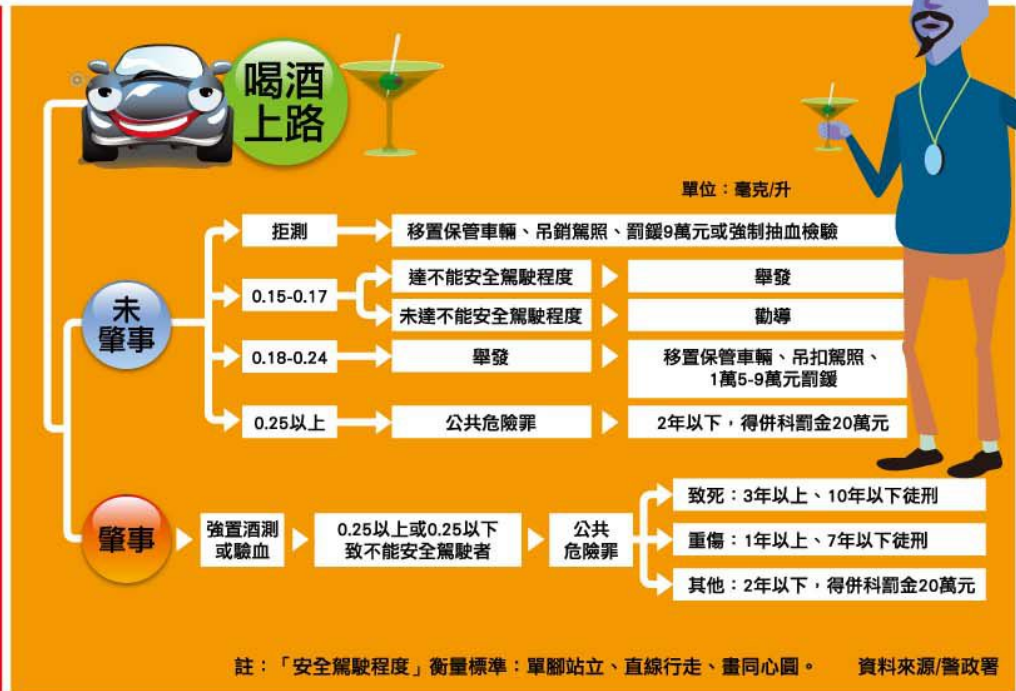 喝酒
上路
單位：毫克/升
拒測
移置保管車輛、吊銷駕照、罰鍰9萬元或強制抽血檢驗
未
肇事
0.15-0.17
達不能安全駕駛程度
舉發
未達不能安全駕駛程度
勸導
0.18-0.24
舉發
移置保管車輛、吊扣駕照、
1萬5-9萬元罰鍰
0.25以上
公共危險罪
2年以下，得併科罰金20萬元
肇事
強置酒測
或驗血
0.25以上或0.25以下
致不能安全駕駛者
公共
危險罪
致死：3年以上、10年以下徒刑
重傷：1年以上、7年以下徒刑
其他：2年以下，得併科罰金20萬元
註：「安全駕駛程度」衡量標準：單腳站立、直線行走、畫同心圓。
資料來源/警政署